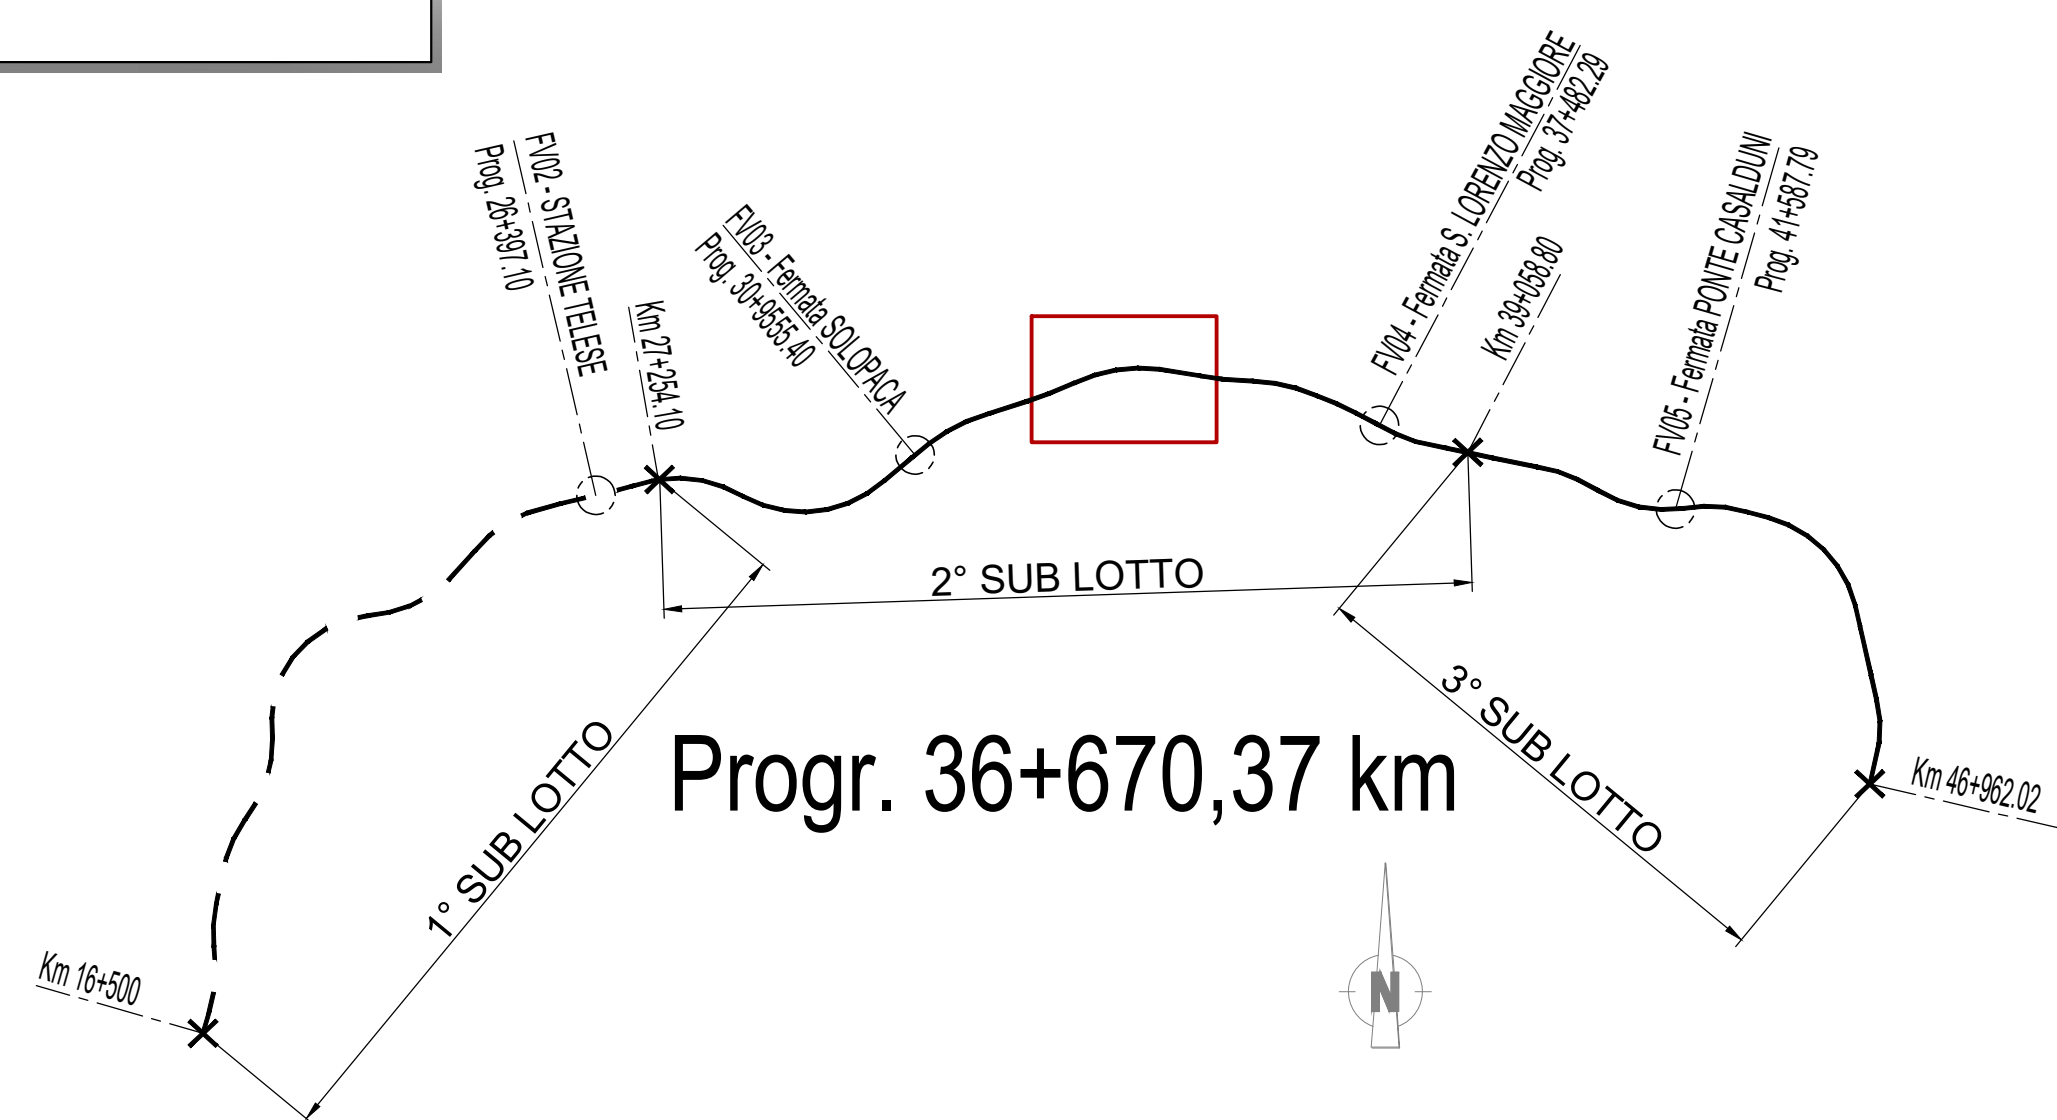 FV02 - STAZIONE TELESE
Prog. 26+397.10
Km 27+254.10
FV03 - Fermata SOLOPACA
Prog. 30+9555.40
FV04 - Fermata S. LORENZO MAGGIORE
Prog. 37+482.29
Km 39+058.80
FV05 - Fermata PONTE CASALDUNI
Prog. 41+587.79
2° SUB LOTTO
1° SUB LOTTO
3° SUB LOTTO
Progr. 36+670,37 km
Km 46+962.02
Km 16+500
N